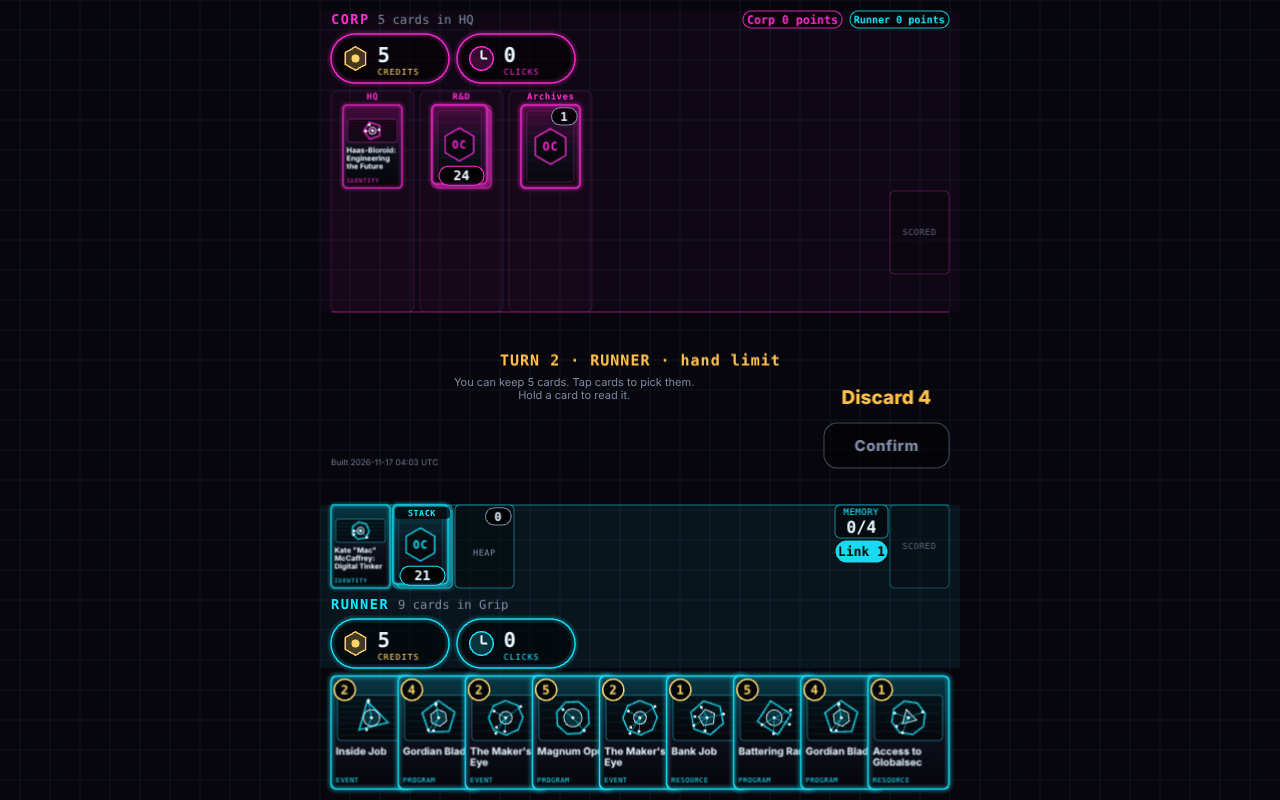 CORP 5 cards in HQ
Corp 0 points
Runner 0 points
5
CREDITS
0
CLICKS
HQ
R&D
Archives
Haas-Bioroid:
Engineering
the Future
IDENTITY
OC
24
1
OC
SCORED
TURN 2 · RUNNER · hand limit
You can keep 5 cards. Tap cards to pick them.
Hold a card to read it.
Discard 4
Confirm
Built 2026-11-17 04:03 UTC
Kate "Mac"
McCaffrey:
Digital Tinker
IDENTITY
STACK
OC
21
0
HEAP
MEMORY
0/4
Link 1
SCORED
RUNNER 9 cards in Grip
5
CREDITS
0
CLICKS
2
Inside Job
EVENT
4
Gordian Blad
PROGRAM
2
The Maker's
Eye
EVENT
5
Magnum Op
PROGRAM
2
The Maker's
Eye
EVENT
1
Bank Job
RESOURCE
5
Battering Ra
PROGRAM
4
Gordian Blad
PROGRAM
1
Access to
Globalsec
RESOURCE